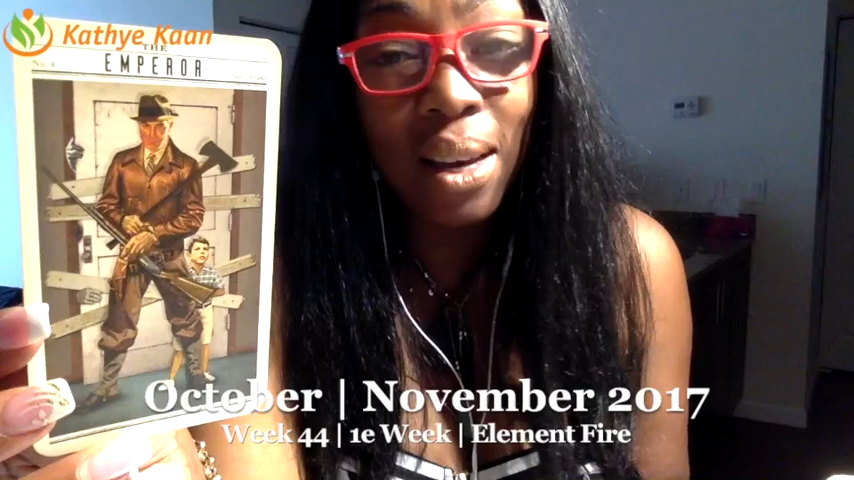 Kathye Kaan
THE
EMPEROR
October | November 2017
Week 44 | 1e Week | Element Fire